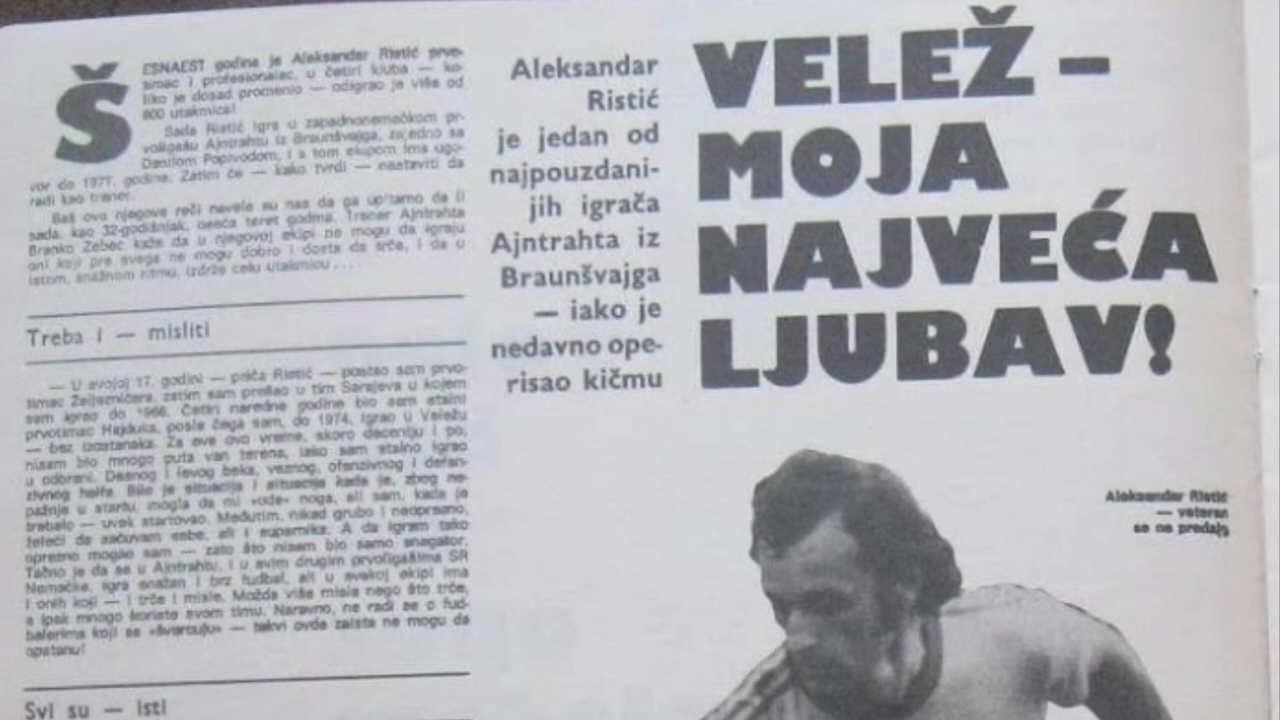 VELEŽ –
MOJA
NAJVEĆA
LJUBAV!
Aleksandar
Ristić
je jedan od
najpouzdani-
jih igrača
Ajntrahta iz
Braunšvajga
— iako je
nedavno ope-
risao kičmu
ŠESNAEST godina je Aleksandar Ristić prvo-
timac i profesionalac, u četiri kluba — ko-
liko je dosad promenio — odigrao je više od
800 utakmica!
Sada Ristić igra u zapadnonemačkom pr-
voligašu Ajntrahtu iz Braunšvajga, zajedno sa
Danilom Popivodom, i s tom ekipom ima ugo-
vor do 1977. godine. Zatim će — kako tvrdi — nastaviti da
radi kao trener.
Baš ovo njegove reči navele su nas da ga upitamo da li
sada, kao 32-godišnjak, oseća teret godina. Trener Ajntrahta
Branko Zebec kaže da u njegovoj ekipi ne mogu da igraju
oni koji pre svega ne mogu dobro i dosta da trče, i da u
istom, snažnom ritmu, izdrže celu utakmicu...
Treba i — misliti
— U svojoj 17. godini — priča Ristić — postao sam prvo-
timac Željezničara, zatim sam prešao u tim Sarajeva u kojem
sam igrao do 1966. Četiri naredne godine bio sam stalni
prvotimac Hajduka, posle čega sam, do 1974, igrao u Veležu
— bez izostanaka. Za sve ovo vreme, skoro deceniju i po,
nisam bio mnogo puta van terena, iako sam stalno igrao
u odbrani. Desnog i levog beka, veznog, ofanzivnog i defan-
zivnog halfa. Bilo je situacija i situacija kada je, zbog ne-
pažnje u startu, mogla da mi »ode« noga, ali sam, kada je
trebalo — uvek startovao. Međutim, nikad grubo i neoprezno,
želeći da sačuvam sebe, ali i suparnika. A da igram tako
oprezno mogao sam — zato što nisam bio samo snagator.
Tačno je da se u Ajntrahtu, i u svim drugim prvoligašima SR
Nemačke, igra snažan i brz fudbal, ali u svakoj ekipi ima
i onih koji — i trče i misle. Možda više misle nego što trče,
a ipak mnogo koriste svom timu. Naravno, ne radi se o fud-
balerima koji se »švercuju« — takvi ovde zaista ne mogu da
opstanu!
Svi su — isti
Aleksandar Ristić
— veteran
se ne predaje